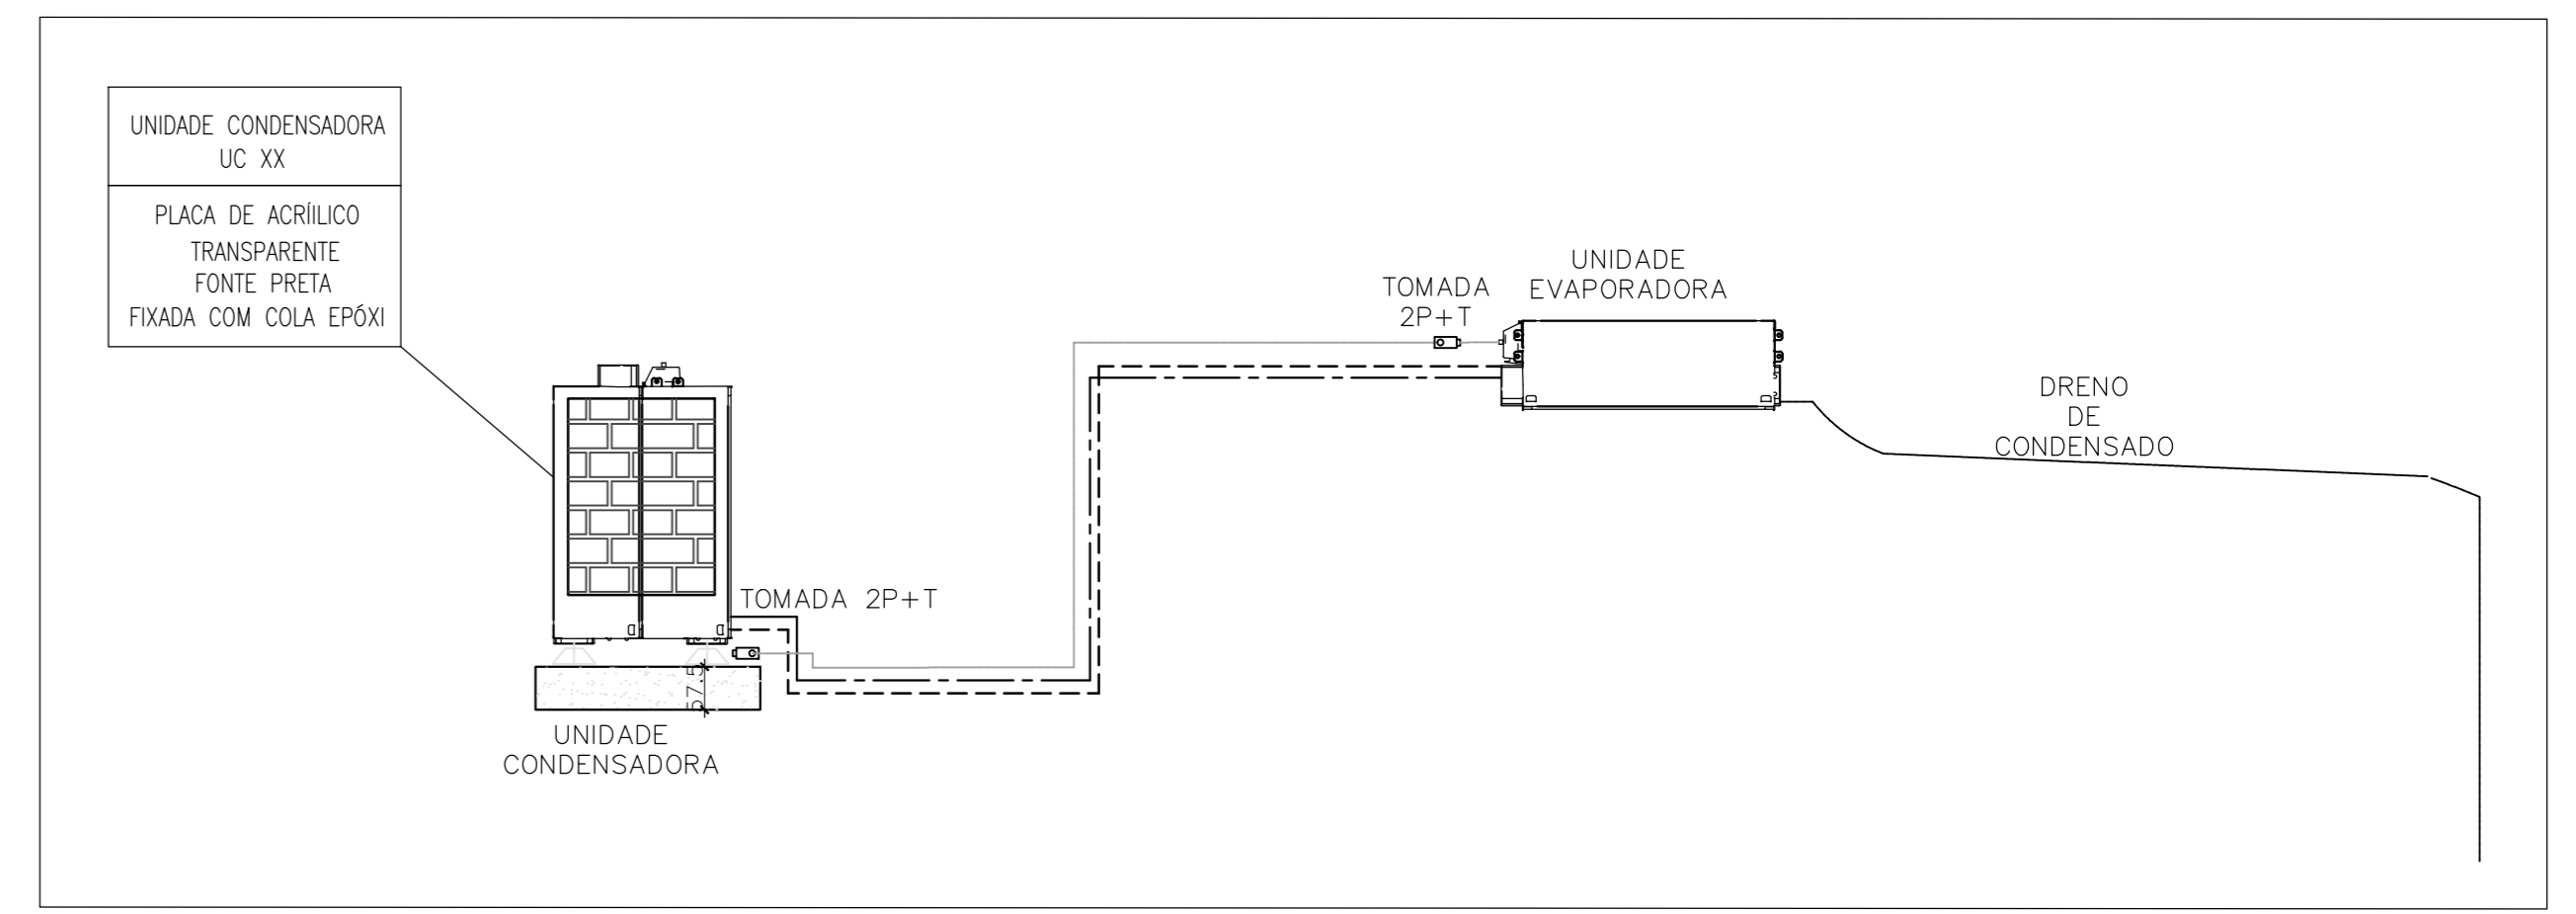 UNIDADE CONDENSADORA
UC XX
PLACA DE ACRÍILICO
TRANSPARENTE
FONTE PRETA
FIXADA COM COLA EPÓXI
UNIDADE
EVAPORADORA
TOMADA
2P+T
DRENO
DE
CONDENSADO
TOMADA 2P+T
57.5
UNIDADE
CONDENSADORA